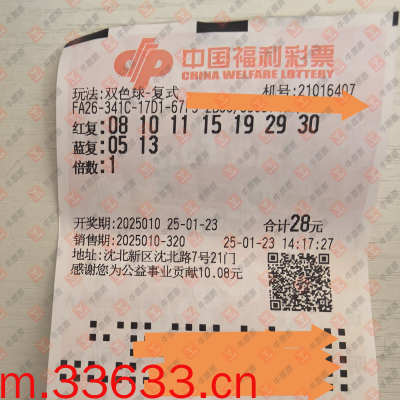 中国福利彩票
CHINA WELFARE LOTTERY
玩法:双色球-复式 机号:21016407
FA26-341C-17D1-67
红复:08 10 11 15 19 29 30
蓝复:05 13
倍数:1
开奖期:2025010 25-01-23 合计28元
销售期:2025010-320 25-01-23 14:17:27
地址:沈北新区沈北路7号21门
感谢您为公益事业贡献10.08元
m.33633.cn